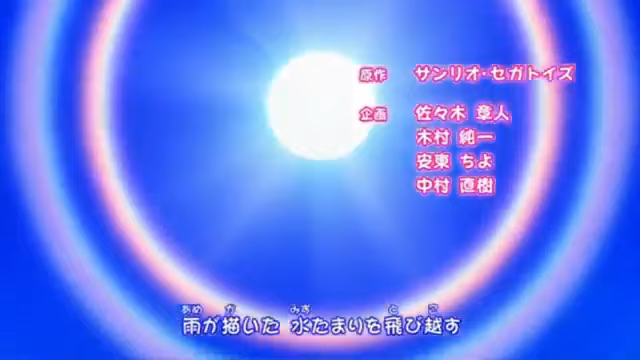 原作 サンリオ・セガトイズ
企画 佐々木 章人
木村 純一
安東 ちよ
中村 直樹
あめ か みず と こ
雨が描いた 水たまりを飛び越す